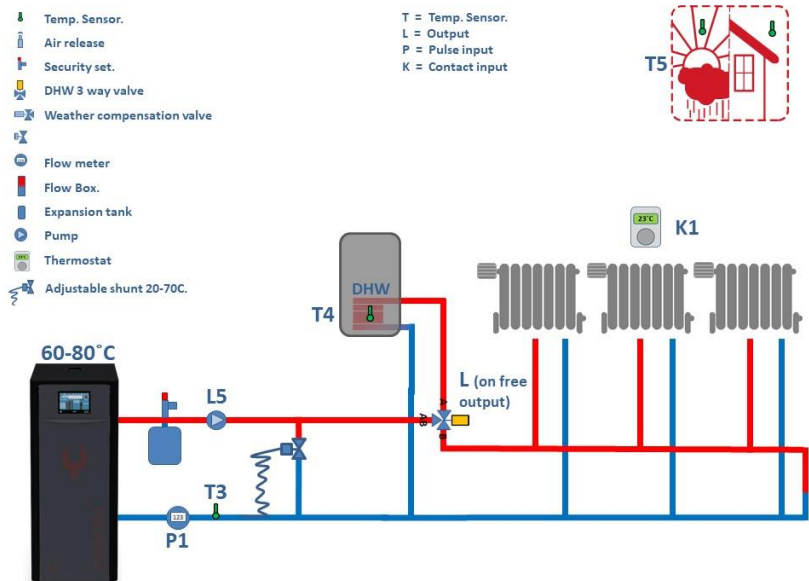 Temp. Sensor.
Air release
Security set.
DHW 3 way valve
Weather compensation valve
Flow meter
Flow Box.
Expansion tank
Pump
Thermostat
Adjustable shunt 20-70C.
T = Temp. Sensor.
L = Output
P = Pulse input
K = Contact input
T5
23°C
K1
DHW
T4
60-80°C
L5
L (on free
output)
A
AB
B
T3
123
P1